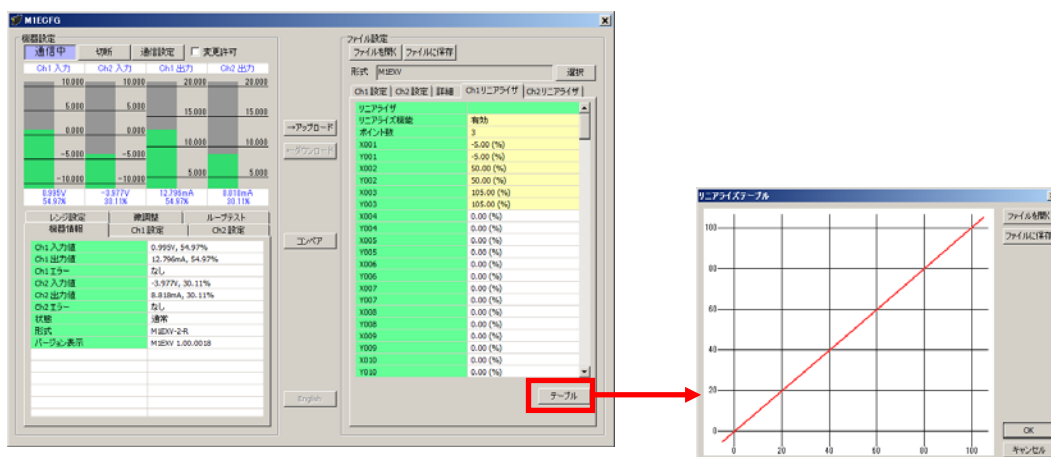 M1ECFG
機器設定
通信中 切断 通信設定 変更許可
Ch1 入力 Ch2 入力 Ch1 出力 Ch2 出力
10.000 10.000 20.000 20.000
5.000 5.000 15.000 15.000
0.000 0.000 10.000 10.000
-5.000 -5.000 5.000 5.000
-10.000 -10.000
0.995V -3.977V 12.796mA 8.818mA
54.97% 30.11% 54.97% 30.11%
レンジ設定 微調整 ループテスト
機器情報 Ch1 設定 Ch2 設定
Ch1 入力値 0.995V, 54.97%
Ch1 出力値 12.796mA, 54.97%
Ch1 エラー なし
Ch2 入力値 -3.977V, 30.11%
Ch2 出力値 8.818mA, 30.11%
Ch2 エラー なし
状態 通常
形式 M1EXV-2-R
バージョン表示 M1EXV 1.00.0018
→アップロード
←ダウンロード
コンペア
English
ファイル設定
ファイルを開く ファイルに保存
形式 M1EXV 選択
Ch1 設定 Ch2 設定 詳細 Ch1リニアライザ Ch2リニアライザ
リニアライザ
リニアライズ機能 有効
ポイント数 3
X001 -5.00 (%)
Y001 -5.00 (%)
X002 50.00 (%)
Y002 50.00 (%)
X003 105.00 (%)
Y003 105.00 (%)
X004 0.00 (%)
Y004 0.00 (%)
X005 0.00 (%)
Y005 0.00 (%)
X006 0.00 (%)
Y006 0.00 (%)
X007 0.00 (%)
Y007 0.00 (%)
X008 0.00 (%)
Y008 0.00 (%)
X009 0.00 (%)
Y009 0.00 (%)
X010 0.00 (%)
Y010 0.00 (%)
テーブル
リニアライズテーブル
ファイルを開く
ファイルに保存
100
80
60
40
20
0
0 20 40 60 80 100
OK
キャンセル